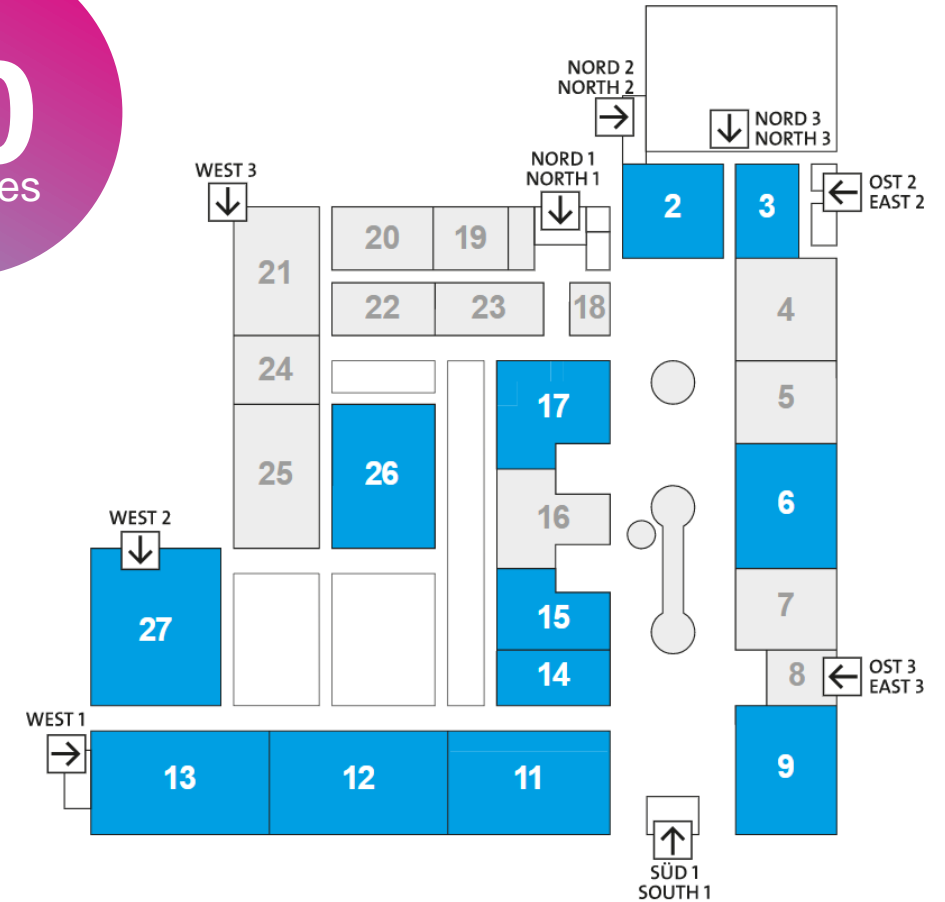 0
es
NORD 2
NORTH 2
NORD 3
NORTH 3
NORD 1
NORTH 1
WEST 3
OST 2
EAST 2
2
3
20
19
21
22
23
18
4
24
5
17
25
26
6
16
WEST 2
27
15
7
14
8
OST 3
EAST 3
WEST 1
13
12
11
9
SÜD 1
SOUTH 1